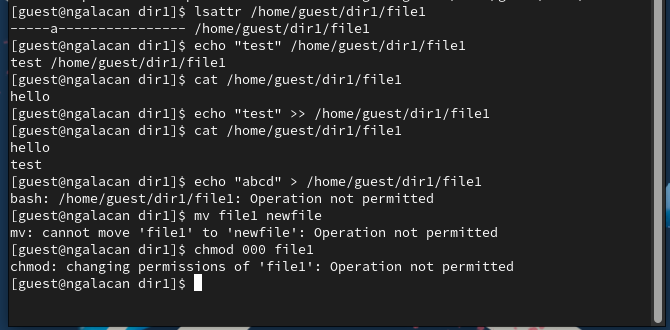 [guest@ngalacan dir1]$ lsattr /home/guest/dir1/file1
-----a---------------- /home/guest/dir1/file1
[guest@ngalacan dir1]$ echo "test" /home/guest/dir1/file1
test /home/guest/dir1/file1
[guest@ngalacan dir1]$ cat /home/guest/dir1/file1
hello
[guest@ngalacan dir1]$ echo "test" >> /home/guest/dir1/file1
[guest@ngalacan dir1]$ cat /home/guest/dir1/file1
hello
test
[guest@ngalacan dir1]$ echo "abcd" > /home/guest/dir1/file1
bash: /home/guest/dir1/file1: Operation not permitted
[guest@ngalacan dir1]$ mv file1 newfile
mv: cannot move 'file1' to 'newfile': Operation not permitted
[guest@ngalacan dir1]$ chmod 000 file1
chmod: changing permissions of 'file1': Operation not permitted
[guest@ngalacan dir1]$